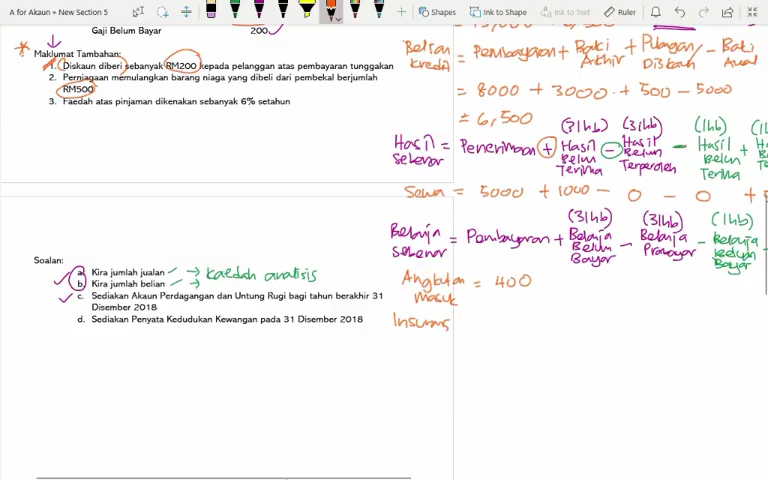 A for Akaun ≈ New Section 5
Shapes
Ink to Shape
Ink to Text
Ruler
Gaji Belum Bayar 200
Maklumat Tambahan:
1. Diskaun diberi sebanyak RM200 kepada pelanggan atas pembayaran tunggakan
2. Perniagaan memulangkan barang niaga yang dibeli dari pembekal berjumlah
RM500
3. Faedah atas pinjaman dikenakan sebanyak 6% setahun
Soalan:
a. Kira jumlah jualan → kaedah analisis
b. Kira jumlah belian →
c. Sediakan Akaun Perdagangan dan Untung Rugi bagi tahun berakhir 31
Disember 2018
d. Sediakan Penyata Kedudukan Kewangan pada 31 Disember 2018
Belian kredit = Pembayaran + Baki Akhir + Pulangan Diskaun - Baki Awal
= 8000 + 3000 + 500 - 5000
= 6,500
(31hb) (31hb) (1hb)
Hasil sebenar = Penerimaan + Hasil Belum Terima - Hasil Belum Terperoleh - Hasil Belum Terima +
Sewa = 5000 + 1000 - 0 - 0 +
(31hb) (31hb) (1hb)
Belanja sebenar = Pembayaran + Belanja Belum Bayar - Belanja Prabayar - Belanja Belum Bayar
Angkutan masuk = 400
Insurans